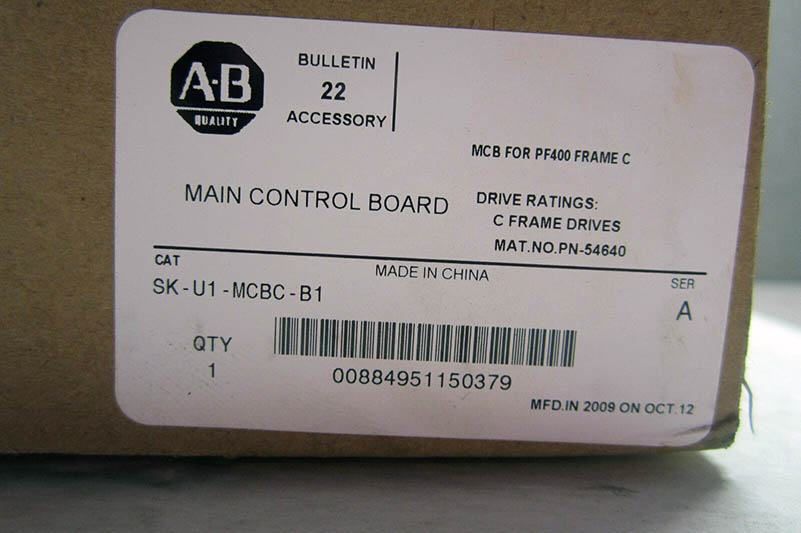 A·B
QUALITY
BULLETIN
22
ACCESSORY
MCB FOR PF400 FRAME C
MAIN CONTROL BOARD
DRIVE RATINGS:
C FRAME DRIVES
MAT.NO.PN-54640
CAT
MADE IN CHINA
SER
SK-U1-MCBC-B1
A
QTY
1
00884951150379
MFD.IN 2009 ON OCT.12